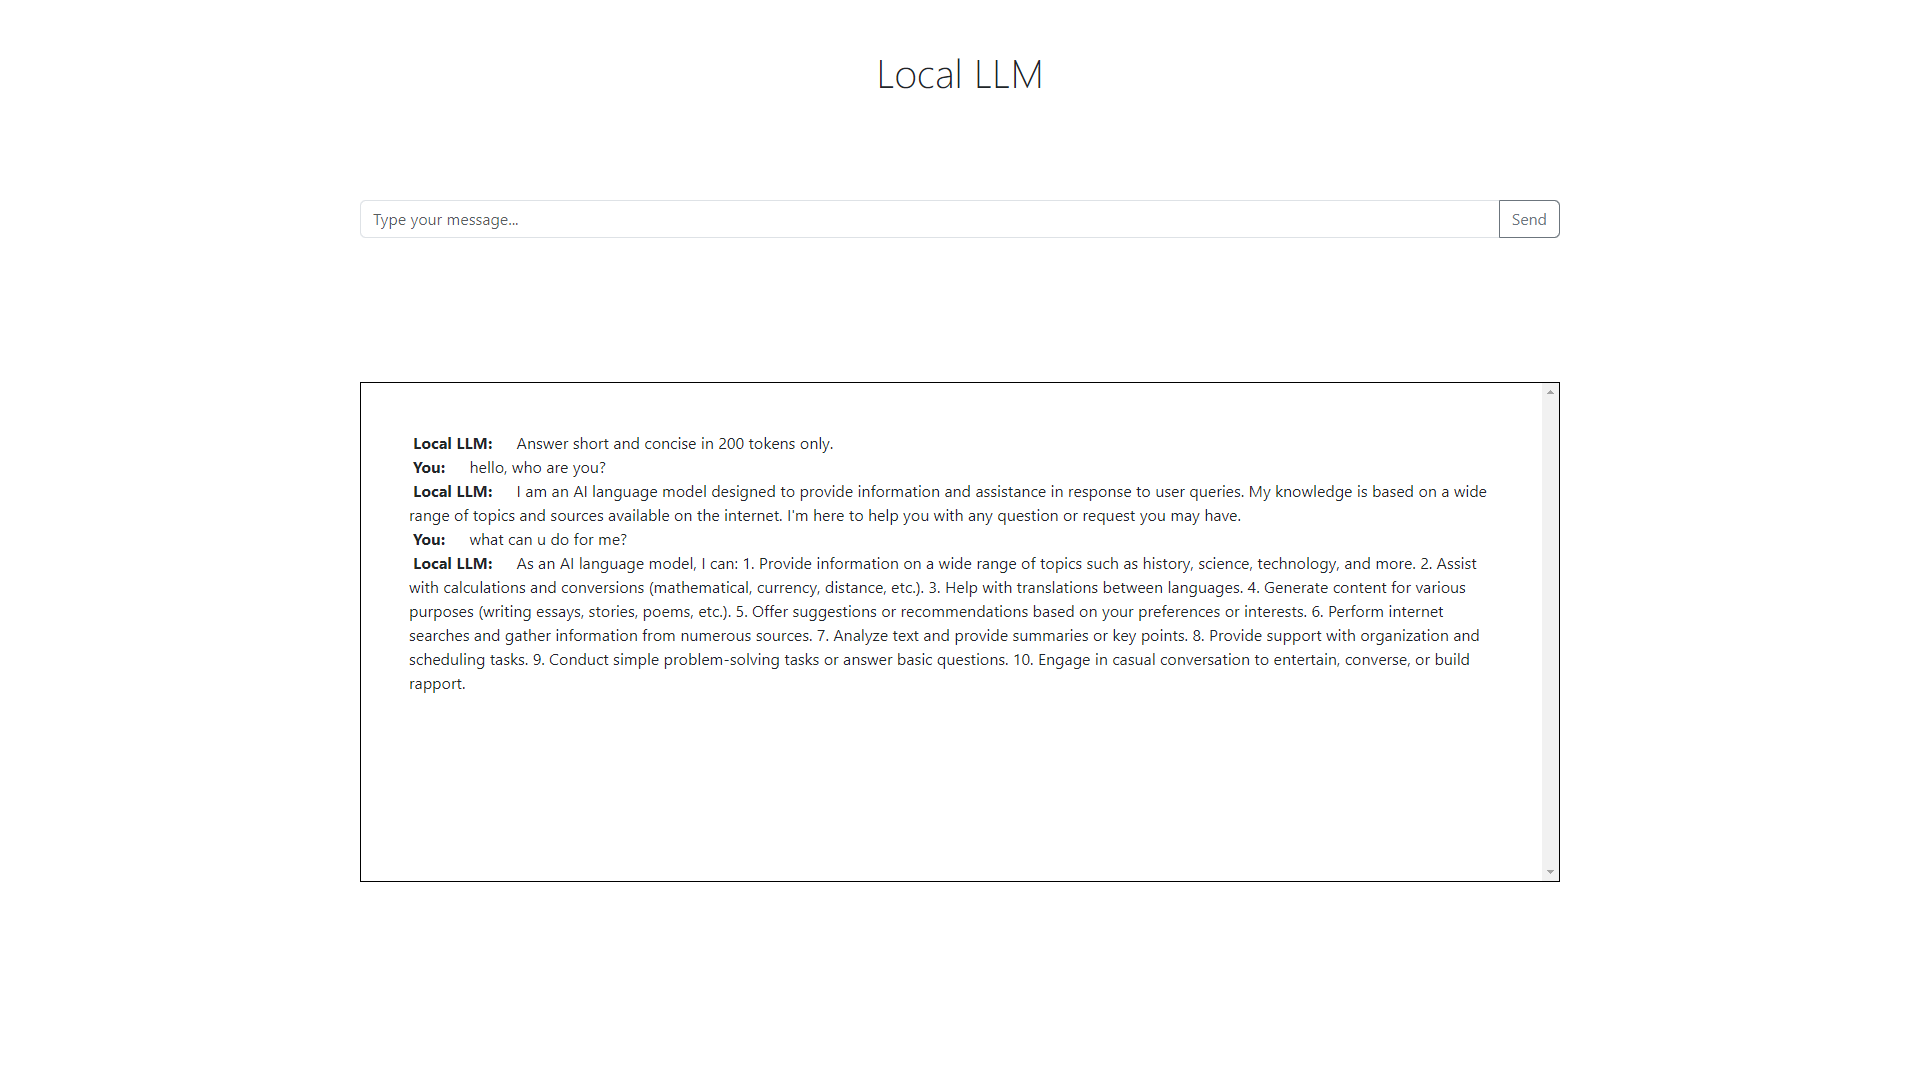 Local LLM
Type your message...
Send
Local LLM: Answer short and concise in 200 tokens only.
You: hello, who are you?
Local LLM: I am an AI language model designed to provide information and assistance in response to user queries. My knowledge is based on a wide
range of topics and sources available on the internet. I'm here to help you with any question or request you may have.
You: what can u do for me?
Local LLM: As an AI language model, I can: 1. Provide information on a wide range of topics such as history, science, technology, and more. 2. Assist
with calculations and conversions (mathematical, currency, distance, etc.). 3. Help with translations between languages. 4. Generate content for various
purposes (writing essays, stories, poems, etc.). 5. Offer suggestions or recommendations based on your preferences or interests. 6. Perform internet
searches and gather information from numerous sources. 7. Analyze text and provide summaries or key points. 8. Provide support with organization and
scheduling tasks. 9. Conduct simple problem-solving tasks or answer basic questions. 10. Engage in casual conversation to entertain, converse, or build
rapport.